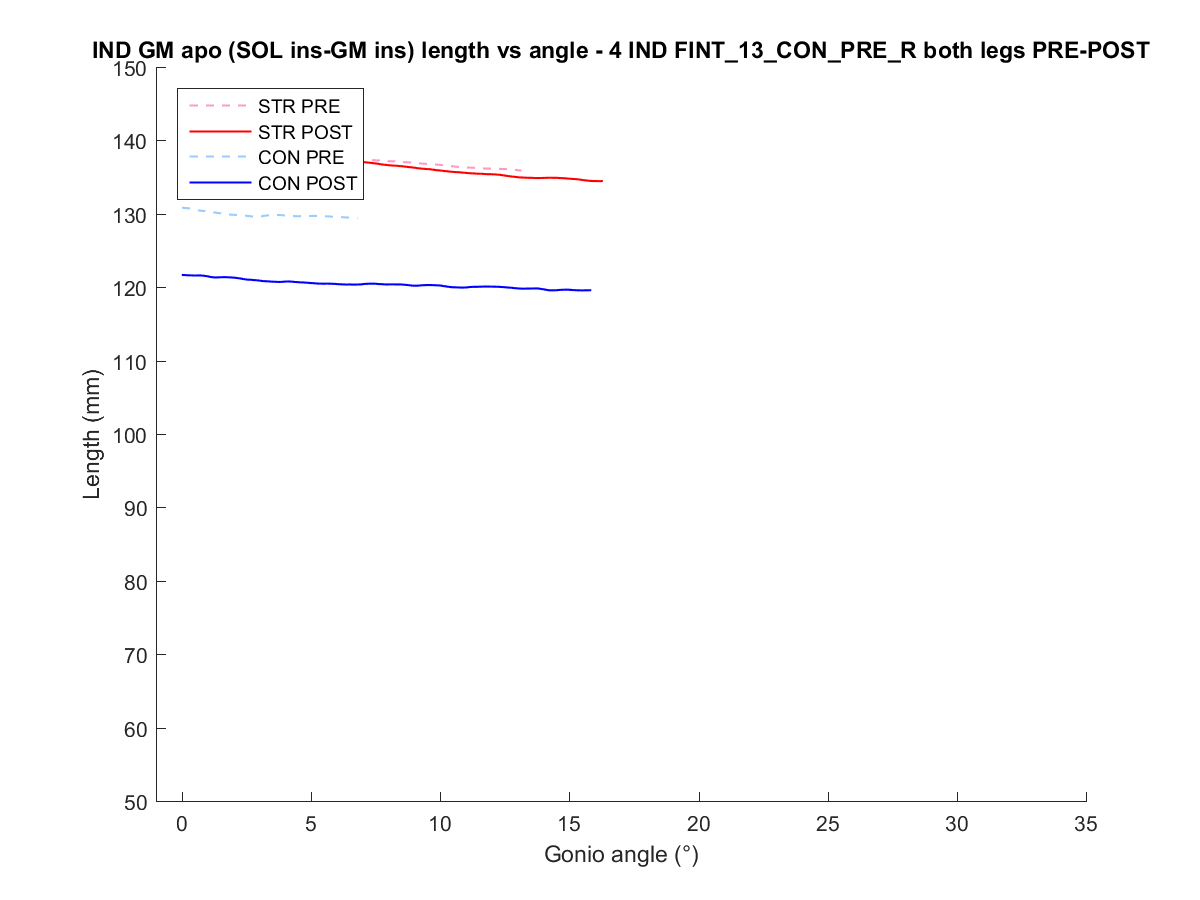 IND GM apo (SOL ins-GM ins) length vs angle - 4 IND FINT_13_CON_PRE_R both legs PRE-POST
150
140
130
120
110
100
90
80
70
60
50
Length (mm)
STR PRE
STR POST
CON PRE
CON POST
0 5 10 15 20 25 30 35
Gonio angle (°)